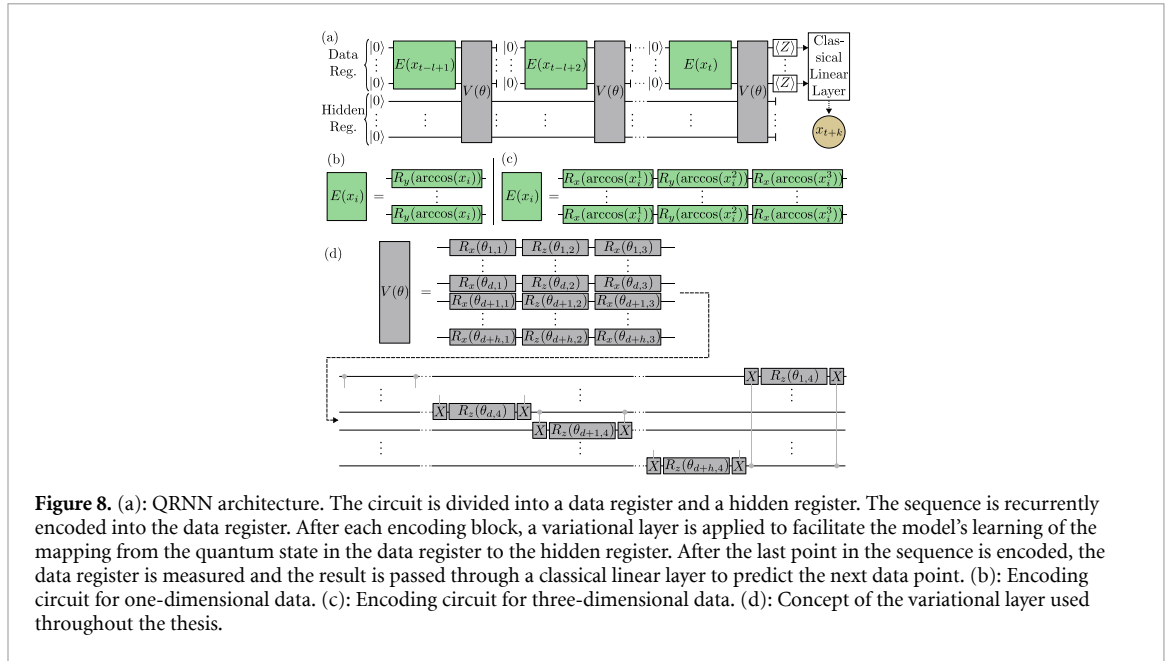 (a)
Data
Reg.
Hidden
Reg.
|0⟩ E(x_{t−l+1}) V(θ) |0⟩ E(x_{t−l+2}) V(θ) ··· |0⟩ E(x_t) V(θ) ⟨Z⟩
|0⟩ |0⟩ ··· |0⟩ ⟨Z⟩
|0⟩
|0⟩
Clas-
sical
Linear
Layer
x_{t+k}
(b)
E(x_i) = R_y(arccos(x_i))
R_y(arccos(x_i))
(c)
E(x_i) = R_x(arccos(x_i^1)) R_y(arccos(x_i^2)) R_x(arccos(x_i^3))
R_x(arccos(x_i^1)) R_y(arccos(x_i^2)) R_x(arccos(x_i^3))
(d)
V(θ) =
R_x(θ_{1,1}) R_z(θ_{1,2}) R_x(θ_{1,3})
R_x(θ_{d,1}) R_z(θ_{d,2}) R_x(θ_{d,3})
R_x(θ_{d+1,1}) R_z(θ_{d+1,2}) R_x(θ_{d+1,3})
R_x(θ_{d+h,1}) R_z(θ_{d+h,2}) R_x(θ_{d+h,3})
X R_z(θ_{1,4}) X
X R_z(θ_{d,4}) X
X R_z(θ_{d+1,4}) X
X R_z(θ_{d+h,4}) X
Figure 8. (a): QRNN architecture. The circuit is divided into a data register and a hidden register. The sequence is recurrently
encoded into the data register. After each encoding block, a variational layer is applied to facilitate the model's learning of the
mapping from the quantum state in the data register to the hidden register. After the last point in the sequence is encoded, the
data register is measured and the result is passed through a classical linear layer to predict the next data point. (b): Encoding
circuit for one-dimensional data. (c): Encoding circuit for three-dimensional data. (d): Concept of the variational layer used
throughout the thesis.